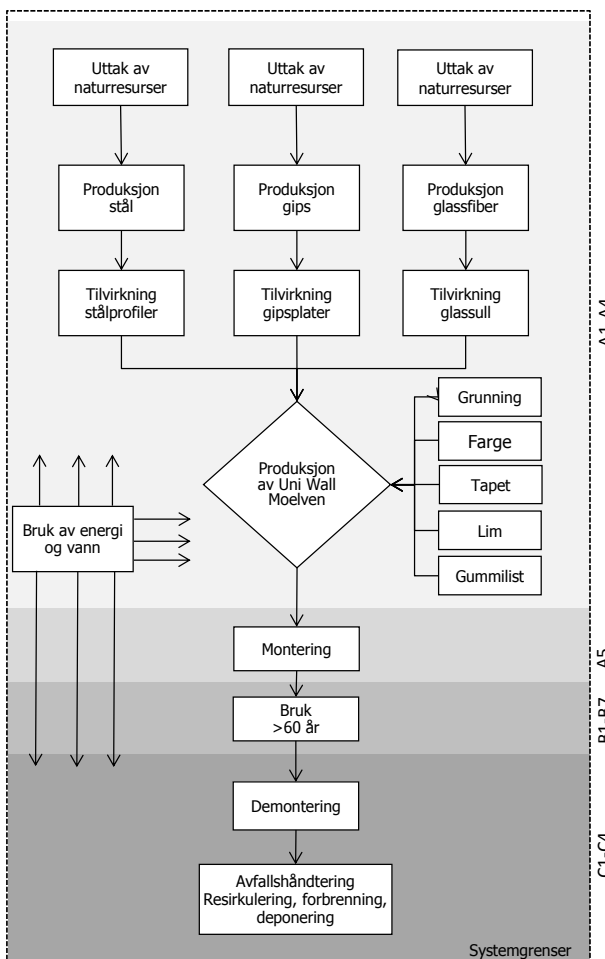 Uttak av
naturresurser
Uttak av
naturresurser
Uttak av
naturresurser
Produksjon
stål
Produksjon
gips
Produksjon
glassfiber
Tilvirkning
stålprofiler
Tilvirkning
gipsplater
Tilvirkning
glassull
A1-A4
Grunning
Farge
Tapet
Lim
Gummilist
Produksjon
av Uni Wall
Moelven
Bruk av energi
og vann
Montering
A5
Bruk
>60 år
B1-B7
Demontering
Avfallshåndtering
Resirkulering, forbrenning,
deponering
C1-C4
Systemgrenser